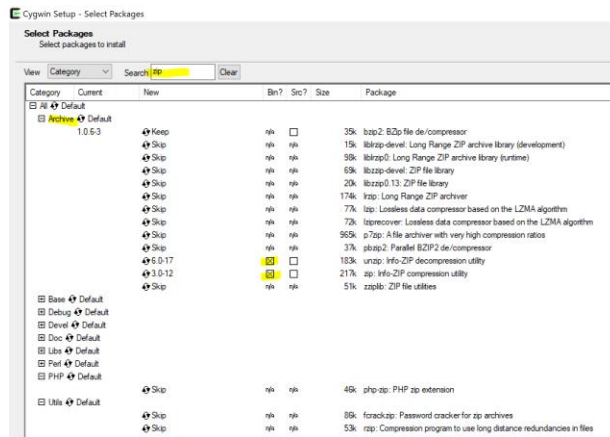 Cygwin Setup - Select Packages
Select Packages
Select packages to install
View Category Search zip Clear
Category Current New Bin? Src? Size Package
All Default
Archive Default
1.0.6-3 Keep n/a 35k bzip2: BZip file de/compressor
Skip n/a n/a 15k liblrzip-devel: Long Range ZIP archive library (development)
Skip n/a n/a 98k liblrzip0: Long Range ZIP archive library (runtime)
Skip n/a n/a 69k libzzip-devel: ZIP file library
Skip n/a n/a 20k libzzip0.13: ZIP file library
Skip n/a n/a 174k lrzip: Long Range ZIP archiver
Skip n/a n/a 77k lzip: Lossless data compressor based on the LZMA algorithm
Skip n/a n/a 72k lziprecover: Lossless data compressor based on the LZMA algorithm
Skip n/a n/a 965k p7zip: A file archiver with very high compression ratios
Skip n/a n/a 37k pbzip2: Parallel BZIP2 de/compressor
6.0-17 183k unzip: Info-ZIP decompression utility
3.0-12 217k zip: Info-ZIP compression utility
Skip n/a n/a 51k zziplib: ZIP file utilities
Base Default
Debug Default
Devel Default
Doc Default
Libs Default
Perl Default
PHP Default
Skip n/a n/a 46k php-zip: PHP zip extension
Utils Default
Skip n/a n/a 86k fcrackzip: Password cracker for zip archives
Skip n/a n/a 53k rzip: Compression program to use long distance redundancies in files